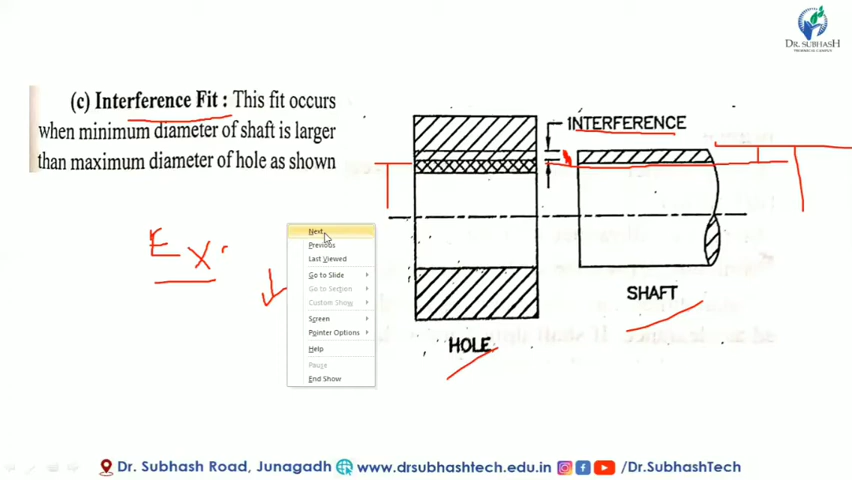 DR. SUBHASH
(c) Interference Fit : This fit occurs
when minimum diameter of shaft is larger
than maximum diameter of hole as shown
INTERFERENCE
Ex:
Next
Previous
Last Viewed
Go to Slide
Go to Section
Custom Show
Screen
Pointer Options
Help
Pause
End Show
SHAFT
HOLE
Dr. Subhash Road, Junagadh www.drsubhashtech.edu.in /Dr.SubhashTech